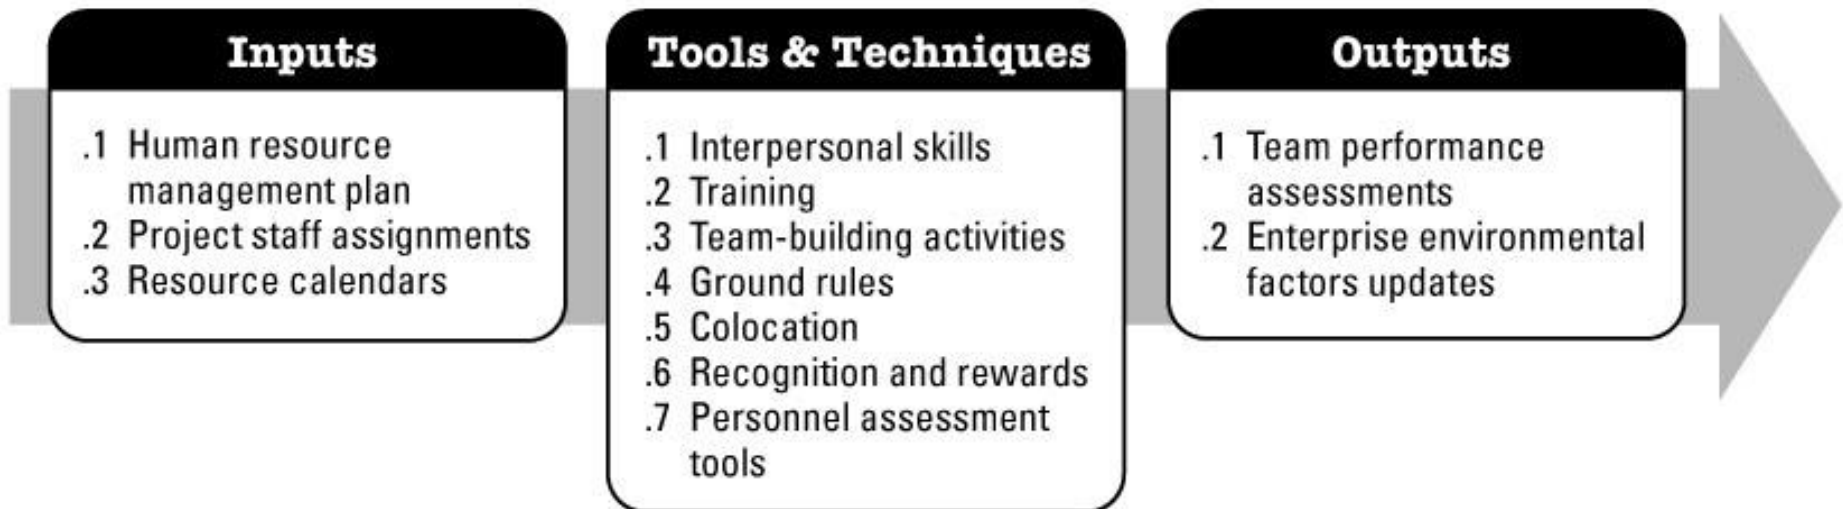 Inputs
.1 Human resource
management plan
.2 Project staff assignments
.3 Resource calendars
Tools & Techniques
.1 Interpersonal skills
.2 Training
.3 Team-building activities
.4 Ground rules
.5 Colocation
.6 Recognition and rewards
.7 Personnel assessment
tools
Outputs
.1 Team performance
assessments
.2 Enterprise environmental
factors updates